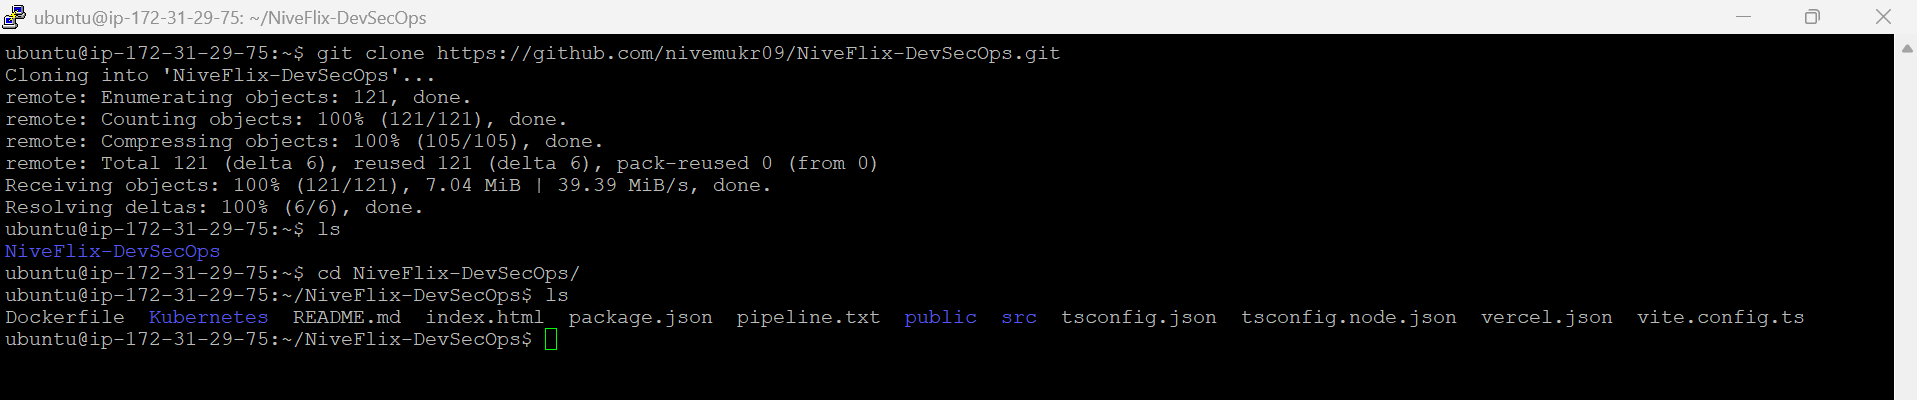 ubuntu@ip-172-31-29-75: ~/NiveFlix-DevSecOps
ubuntu@ip-172-31-29-75:~$ git clone https://github.com/nivemukr09/NiveFlix-DevSecOps.git
Cloning into 'NiveFlix-DevSecOps'...
remote: Enumerating objects: 121, done.
remote: Counting objects: 100% (121/121), done.
remote: Compressing objects: 100% (105/105), done.
remote: Total 121 (delta 6), reused 121 (delta 6), pack-reused 0 (from 0)
Receiving objects: 100% (121/121), 7.04 MiB | 39.39 MiB/s, done.
Resolving deltas: 100% (6/6), done.
ubuntu@ip-172-31-29-75:~$ ls
NiveFlix-DevSecOps
ubuntu@ip-172-31-29-75:~$ cd NiveFlix-DevSecOps/
ubuntu@ip-172-31-29-75:~/NiveFlix-DevSecOps$ ls
Dockerfile  Kubernetes  README.md  index.html  package.json  pipeline.txt  public  src  tsconfig.json  tsconfig.node.json  vercel.json  vite.config.ts
ubuntu@ip-172-31-29-75:~/NiveFlix-DevSecOps$